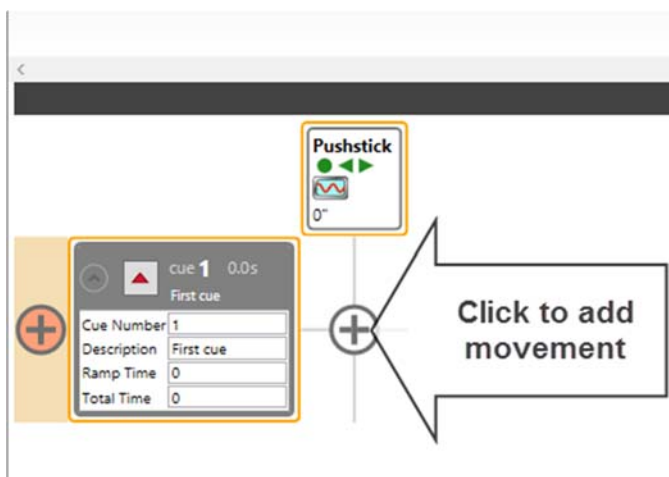 Pushstick
0"
cue 1 0.0s
First cue
Cue Number 1
Description First cue
Ramp Time 0
Total Time 0
Click to add
movement